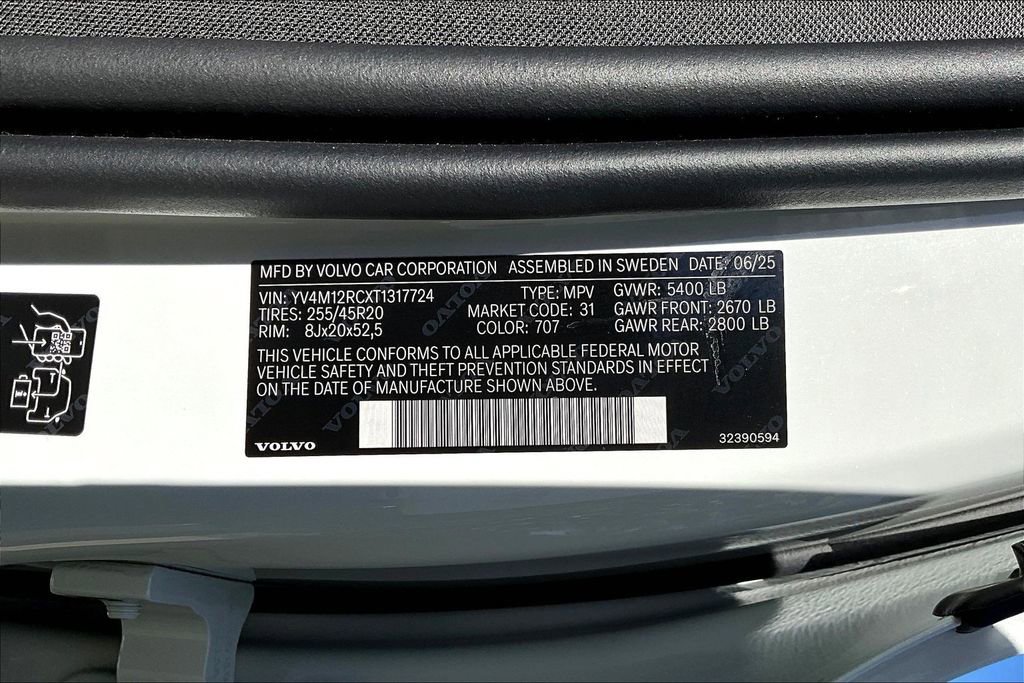 MFD BY VOLVO CAR CORPORATION ASSEMBLED IN SWEDEN DATE: 06/25
VIN: YV4M12RCXT1317724 TYPE: MPV GVWR: 5400 LB
TIRES: 255/45R20 MARKET CODE: 31 GAWR FRONT: 2670 LB
RIM: 8Jx20x52,5 COLOR: 707 GAWR REAR: 2800 LB
THIS VEHICLE CONFORMS TO ALL APPLICABLE FEDERAL MOTOR
VEHICLE SAFETY AND THEFT PREVENTION STANDARDS IN EFFECT
ON THE DATE OF MANUFACTURE SHOWN ABOVE.
VOLVO 32390594